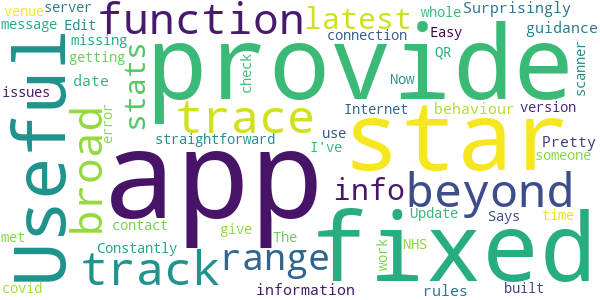 venue server function latest whole Surprisingly
message Edit connection Easy guidance
missing getting provide QR scanner
Useful date stats check Now Internet behaviour version
issues broad error trace star Pretty
straightforward I've use someone
app info beyond
contact give The Update Says time
met Constantly track range fixed work NHS
covid information rules built